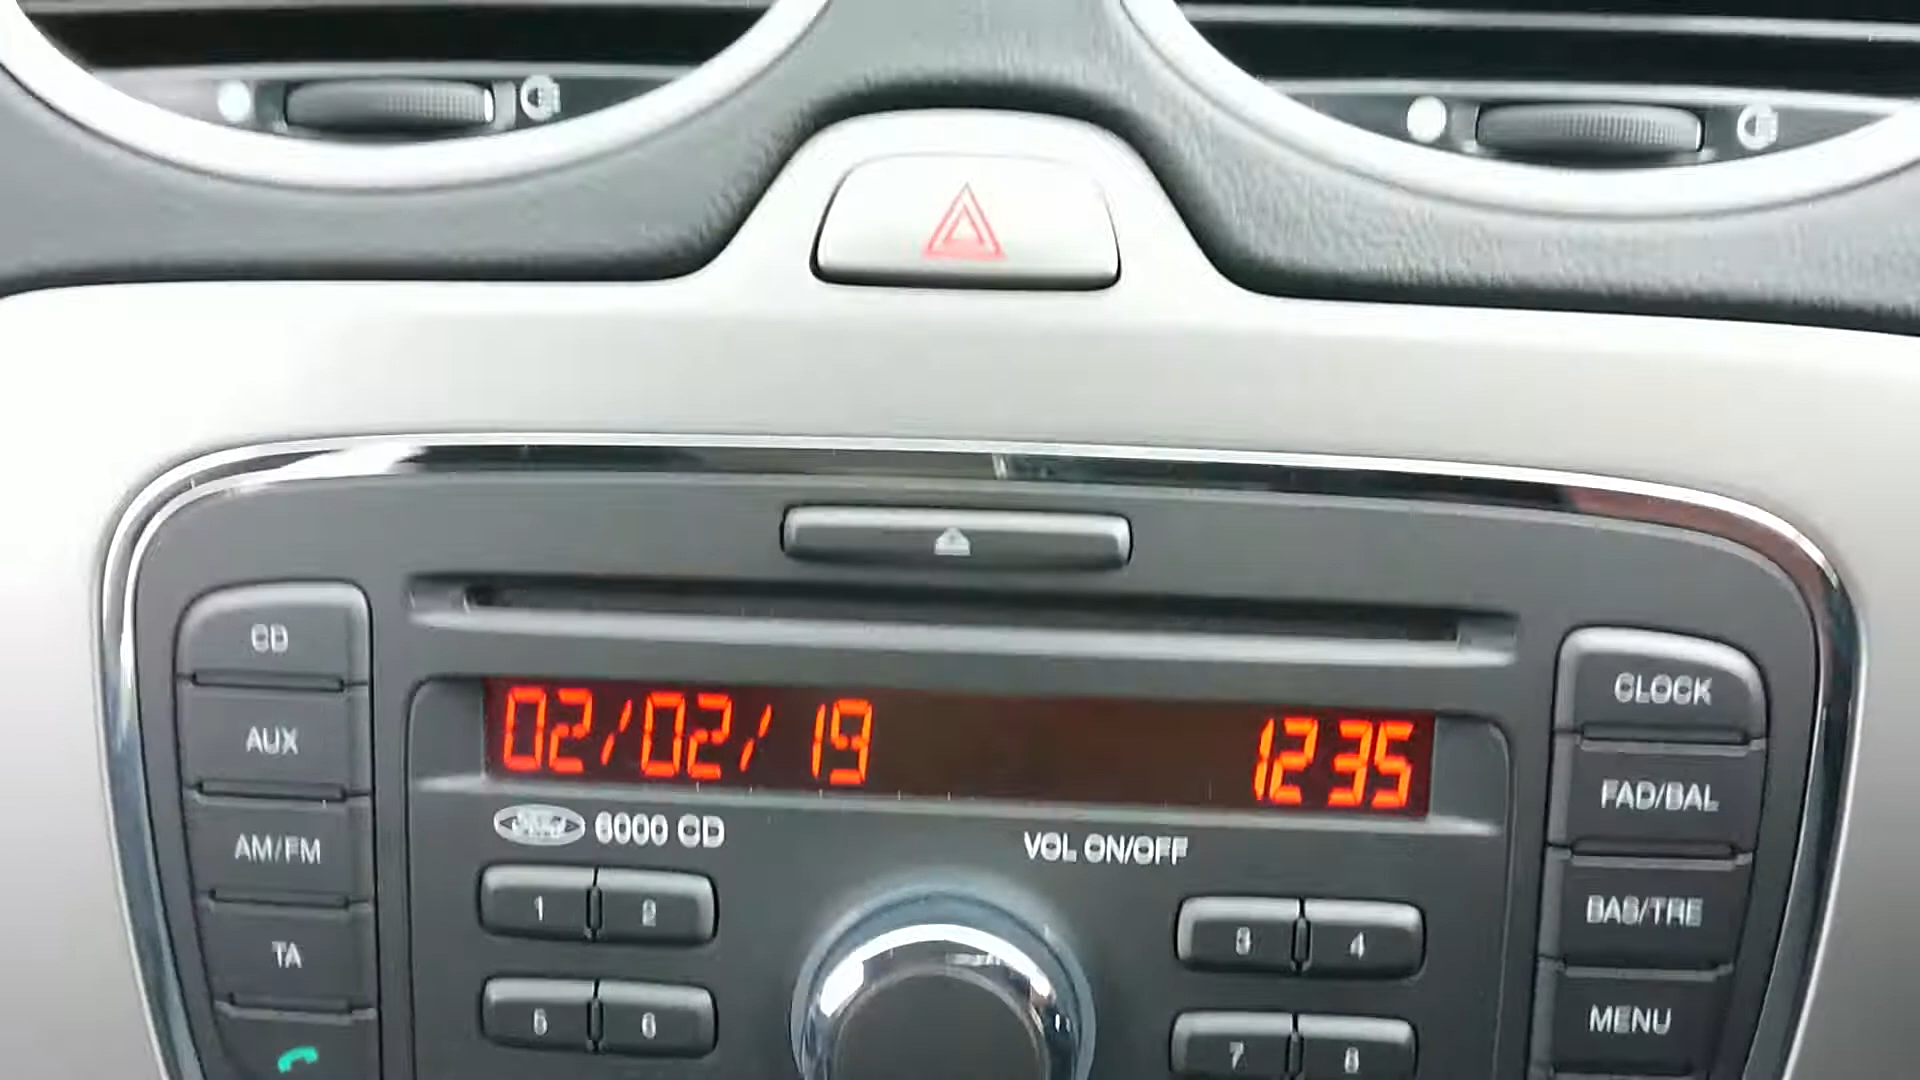 CD
AUX
AM/FM
TA
02/02/ 19 1235
Ford 6000 CD
VOL ON/OFF
1 2
3 4
5 6
7 8
CLOCK
FAD/BAL
BAS/TRE
MENU